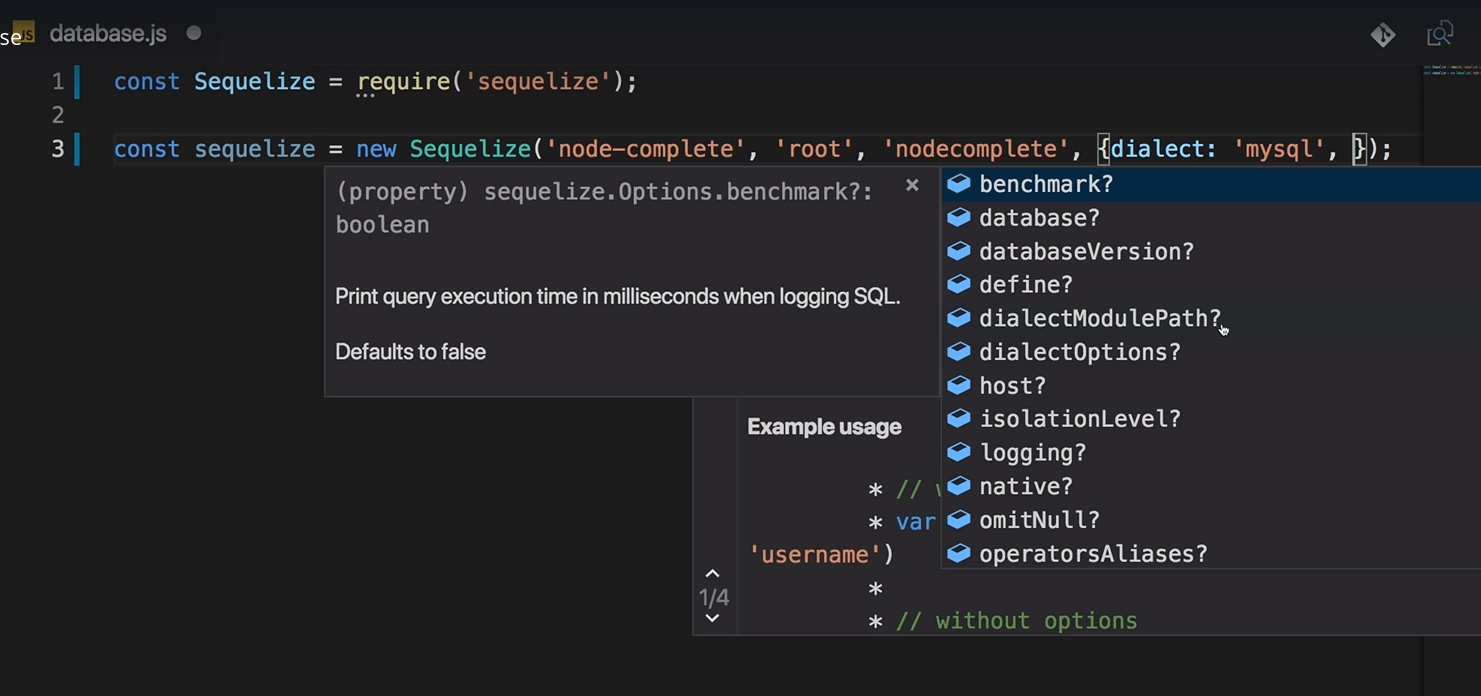 se JS database.js
1 const Sequelize = require('sequelize');
2
3 const sequelize = new Sequelize('node-complete', 'root', 'nodecomplete', {dialect: 'mysql', });
(property) sequelize.Options.benchmark?:
boolean
Print query execution time in milliseconds when logging SQL.
Defaults to false
benchmark?
database?
databaseVersion?
define?
dialectModulePath?
dialectOptions?
host?
isolationLevel?
logging?
native?
omitNull?
operatorsAliases?
Example usage
* //
* var
'username')
*
* // without options
1/4